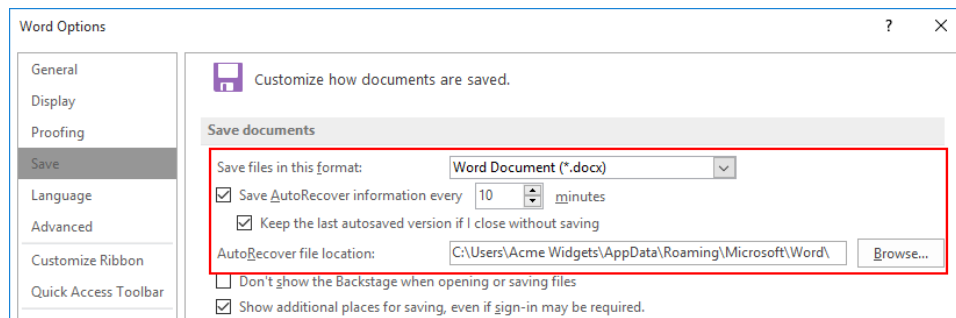 Word Options ?
General
Customize how documents are saved.
Display
Proofing
Save documents
Save
Save files in this format: Word Document (*.docx)
Language
Save AutoRecover information every 10 minutes
Advanced
Keep the last autosaved version if I close without saving
Customize Ribbon
AutoRecover file location: C:\Users\Acme Widgets\AppData\Roaming\Microsoft\Word\ Browse...
Quick Access Toolbar
Don't show the Backstage when opening or saving files
Show additional places for saving, even if sign-in may be required.